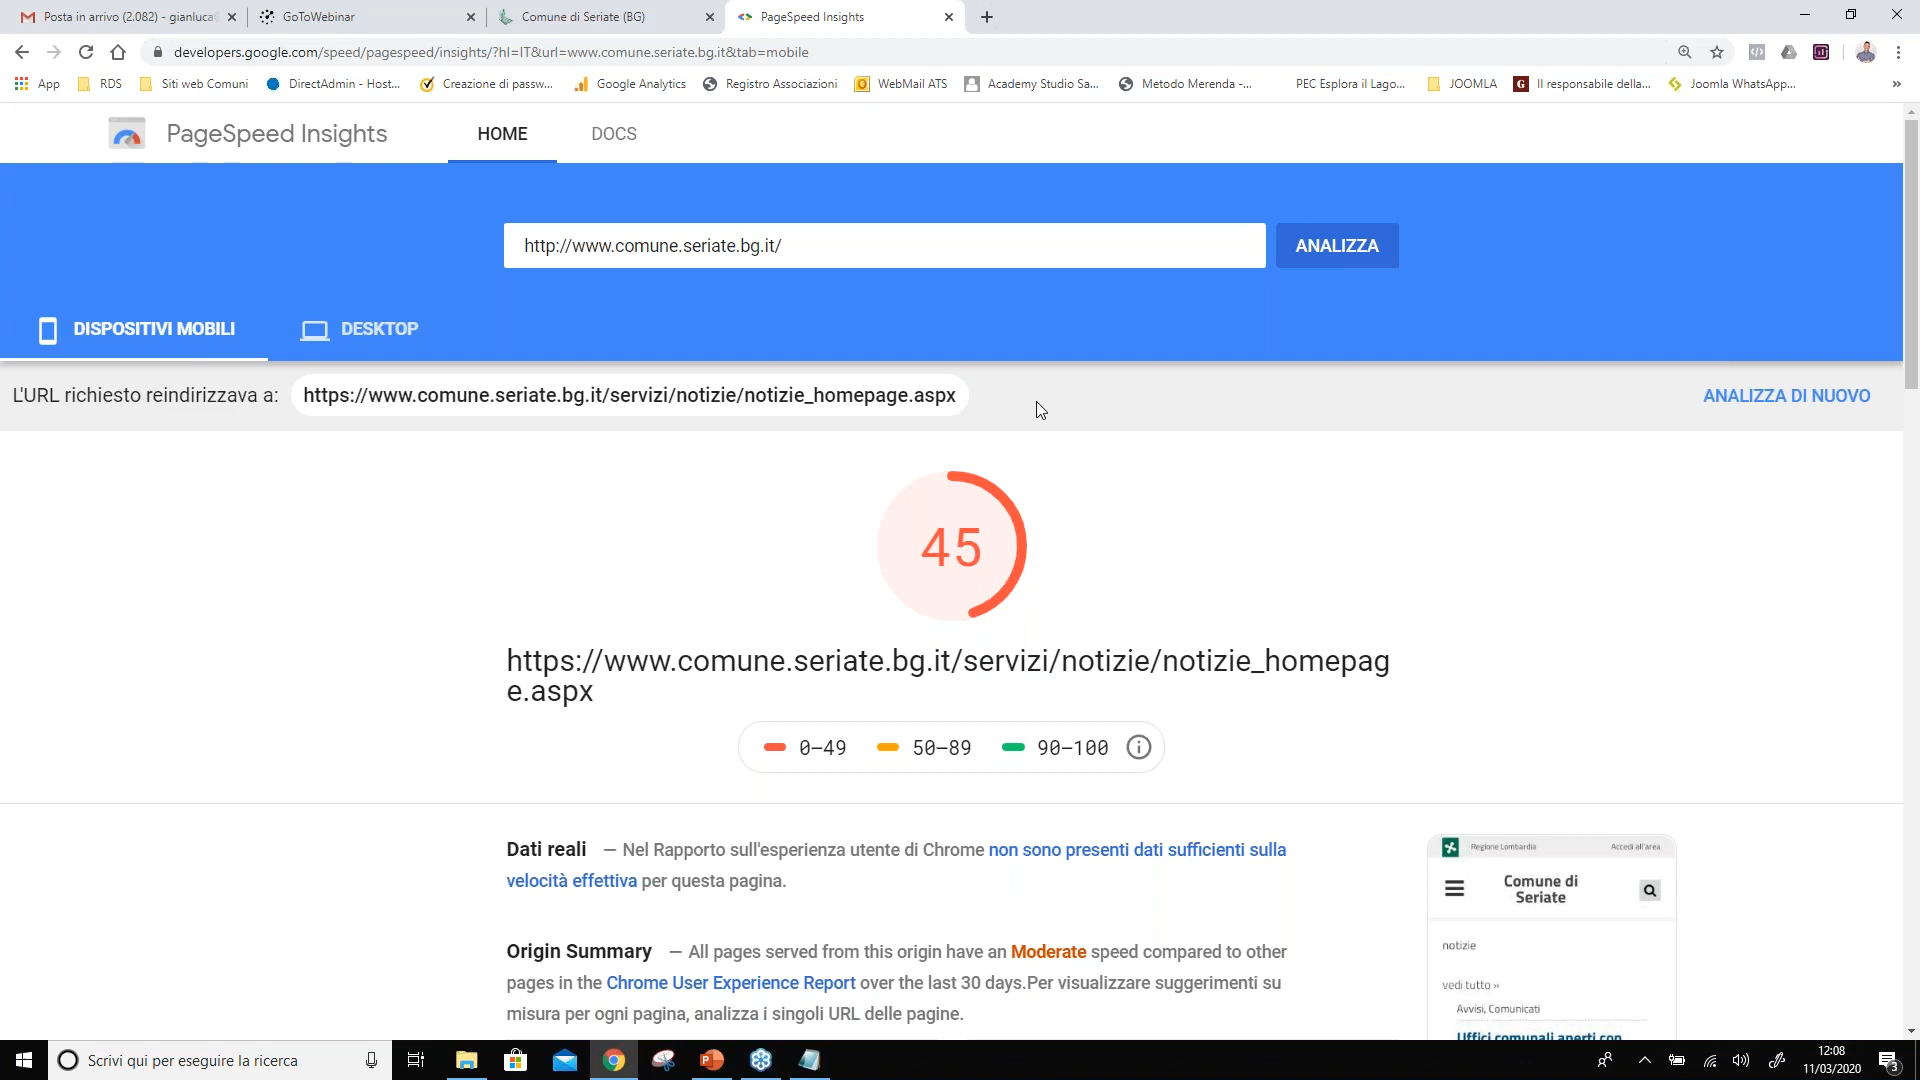 Posta in arrivo (2.082) - gianluca
GoToWebinar
Comune di Seriate (BG)
PageSpeed Insights
developers.google.com/speed/pagespeed/insights/?hl=IT&url=www.comune.seriate.bg.it&tab=mobile
App
RDS
Siti web Comuni
DirectAdmin - Host...
Creazione di passw...
Google Analytics
Registro Associazioni
WebMail ATS
Academy Studio Sa...
Metodo Merenda -...
PEC Esplora il Lago...
JOOMLA
Il responsabile della...
Joomla WhatsApp...
»
PageSpeed Insights
HOME
DOCS
http://www.comune.seriate.bg.it/
ANALIZZA
DISPOSITIVI MOBILI
DESKTOP
L'URL richiesto reindirizzava a:
https://www.comune.seriate.bg.it/servizi/notizie/notizie_homepage.aspx
ANALIZZA DI NUOVO
45
https://www.comune.seriate.bg.it/servizi/notizie/notizie_homepag
e.aspx
0–49
50–89
90–100
Dati reali — Nel Rapporto sull'esperienza utente di Chrome non sono presenti dati sufficienti sulla
velocità effettiva per questa pagina.
Origin Summary — All pages served from this origin have an Moderate speed compared to other
pages in the Chrome User Experience Report over the last 30 days.Per visualizzare suggerimenti su
misura per ogni pagina, analizza i singoli URL delle pagine.
Regione Lombardia
Accedi all'area
Comune di
Seriate
notizie
vedi tutto »
Avvisi, Comunicati
Uffici comunali aperti con
Scrivi qui per eseguire la ricerca
12:08
11/03/2020
3